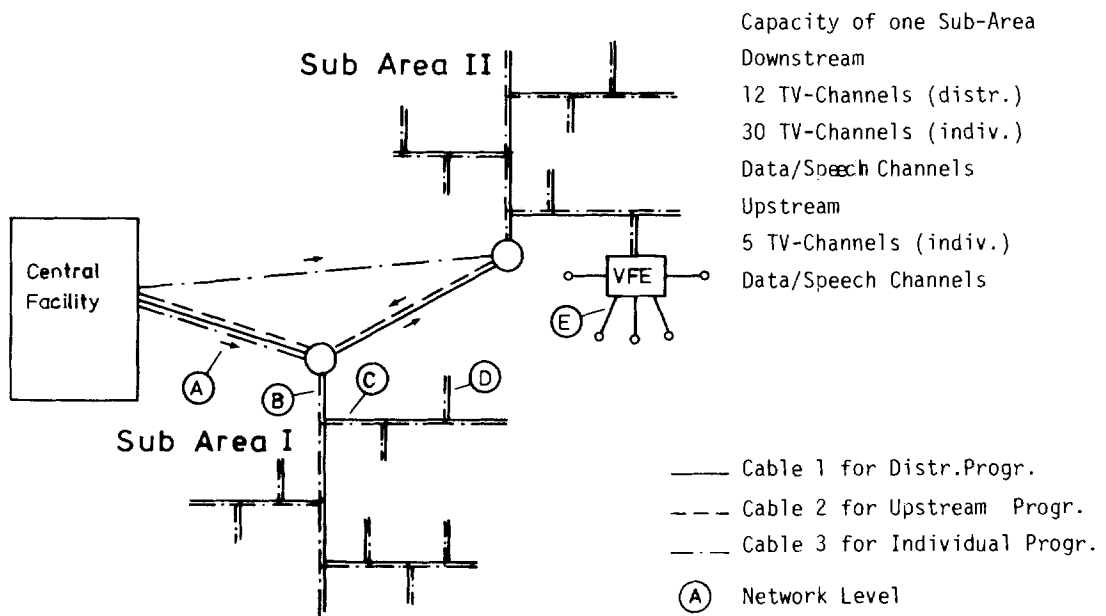 Capacity of one Sub-Area
Downstream
12 TV-Channels (distr.)
30 TV-Channels (indiv.)
Data/Speech Channels
Upstream
5 TV-Channels (indiv.)
Data/Speech Channels
Sub Area II
Central
Facility
VFE
E
A
B
C
D
Sub Area I
Cable 1 for Distr.Progr.
Cable 2 for Upstream Progr.
Cable 3 for Individual Progr.
A Network Level